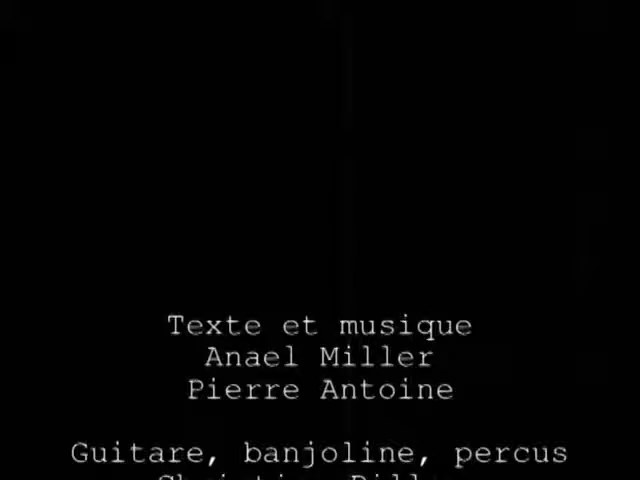 Texte et musique
Anael Miller
Pierre Antoine
Guitare, banjoline, percus